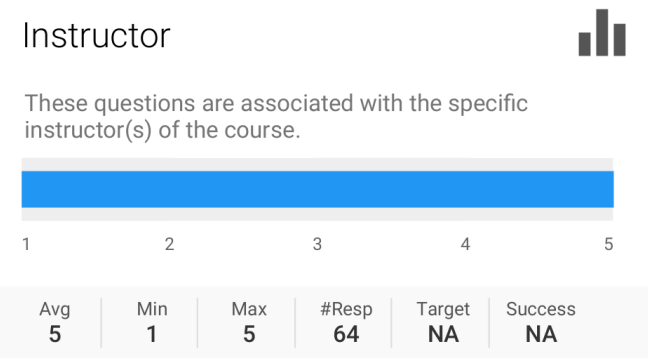 Instructor
These questions are associated with the specific
instructor(s) of the course.
1 2 3 4 5
Avg Min Max #Resp Target Success
5 1 5 64 NA NA